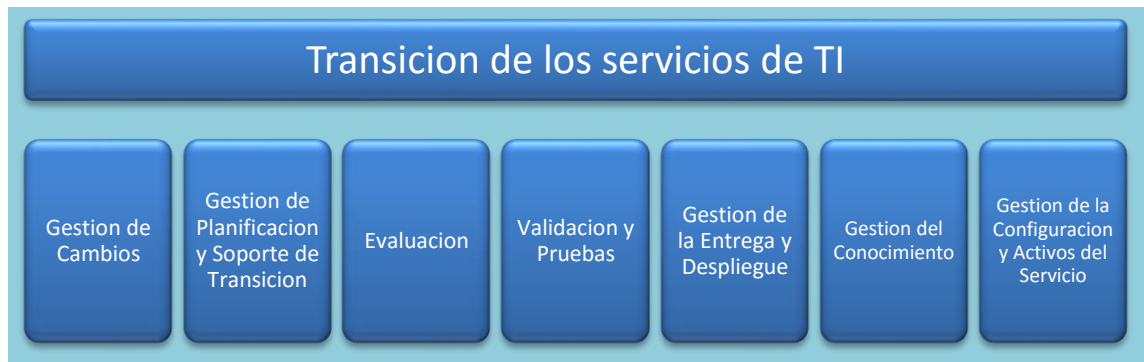 Transicion de los servicios de TI
Gestion de
Cambios
Gestion de
Planificacion
y Soporte de
Transicion
Evaluacion
Validacion y
Pruebas
Gestion de
la Entrega y
Despliegue
Gestion del
Conocimiento
Gestion de la
Configuracion
y Activos del
Servicio